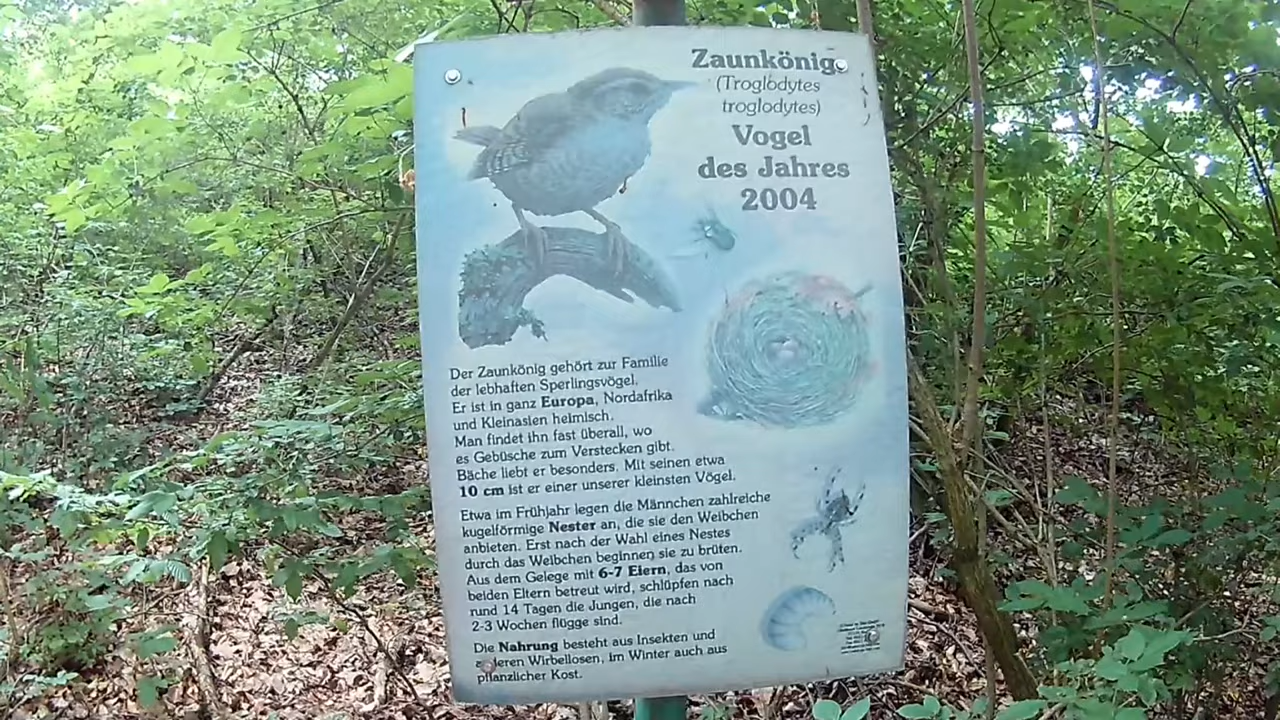 Zaunkönig
(Troglodytes
troglodytes)
Vogel
des Jahres
2004
Der Zaunkönig gehört zur Familie
der lebhaften Sperlingsvögel.
Er ist in ganz Europa, Nordafrika
und Kleinasien heimisch.
Man findet ihn fast überall, wo
es Gebüsche zum Verstecken gibt.
Bäche liebt er besonders. Mit seinen etwa
10 cm ist er einer unserer kleinsten Vögel.
Etwa im Frühjahr legen die Männchen zahlreiche
kugelförmige Nester an, die sie den Weibchen
anbieten. Erst nach der Wahl eines Nestes
durch das Weibchen beginnen sie zu brüten.
Aus dem Gelege mit 6-7 Eiern, das von
beiden Eltern betreut wird, schlüpfen nach
rund 14 Tagen die Jungen, die nach
2-3 Wochen flügge sind.
Die Nahrung besteht aus Insekten und
anderen Wirbellosen, im Winter auch aus
pflanzlicher Kost.